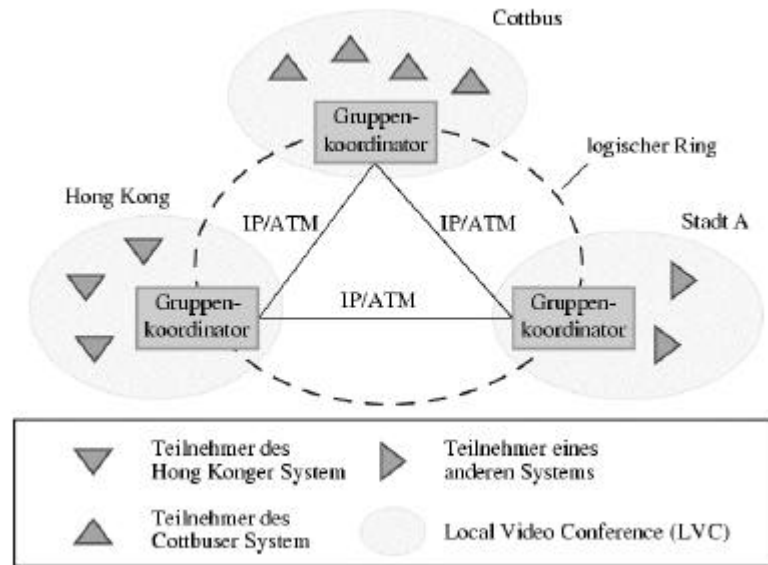 Cottbus
Gruppen-
koordinator
logischer Ring
Hong Kong
IP/ATM
IP/ATM
Stadt A
Gruppen-
koordinator
IP/ATM
Gruppen-
koordinator
Teilnehmer des
Hong Konger System
Teilnehmer eines
anderen Systems
Teilnehmer des
Cottbuser System
Local Video Conference (LVC)